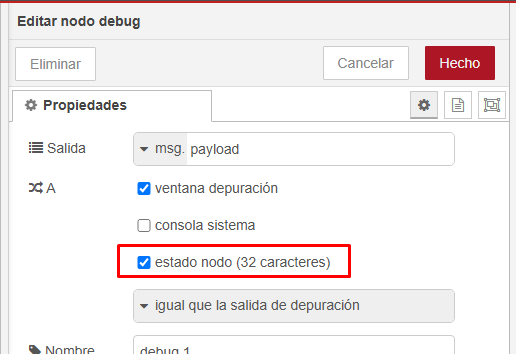 Editar nodo debug
Eliminar
Cancelar
Hecho
Propiedades
Salida
msg. payload
A
ventana depuración
consola sistema
estado nodo (32 caracteres)
igual que la salida de depuración
Nombre
debug 1